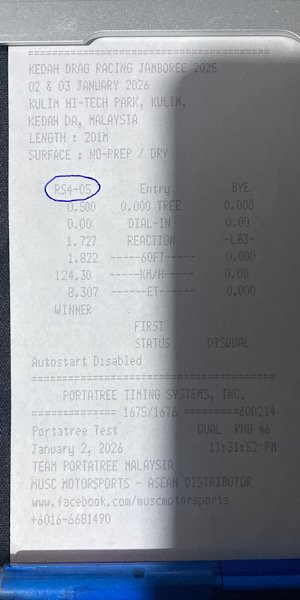 KEDAH DRAG RACING JAMBOREE 2025
02 & 03 JANUARY 2026
KULIM HI-TECH PARK, KULIM,
KEDAH DA, MALAYSIA
LENGTH : 201M
SURFACE : NO-PREP / DRY
RS4-05 Entry BYE
0.500 0.000 TREE 0.000
0.00 DIAL-IN 0.00
1.727 REACTION -LB3-
1.822 ------60FT----- 0.000
124.30 ------KM/H----- 0.00
8.307 -------ET------ 0.000
WINNER
FIRST
STATUS DISQUAL
Autostart Disabled
PORTATREE TIMING SYSTEMS, INC.
============= 1675/1676 =========600214
Portatree Test QUAL RND 46
January 2, 2026 11:31:52 PM
TEAM PORTATREE MALAYSIA
MUSC MOTORSPORTS - ASEAN DISTRIBUTOR
www.facebook.com/muscmotorsports
+6016-6681490